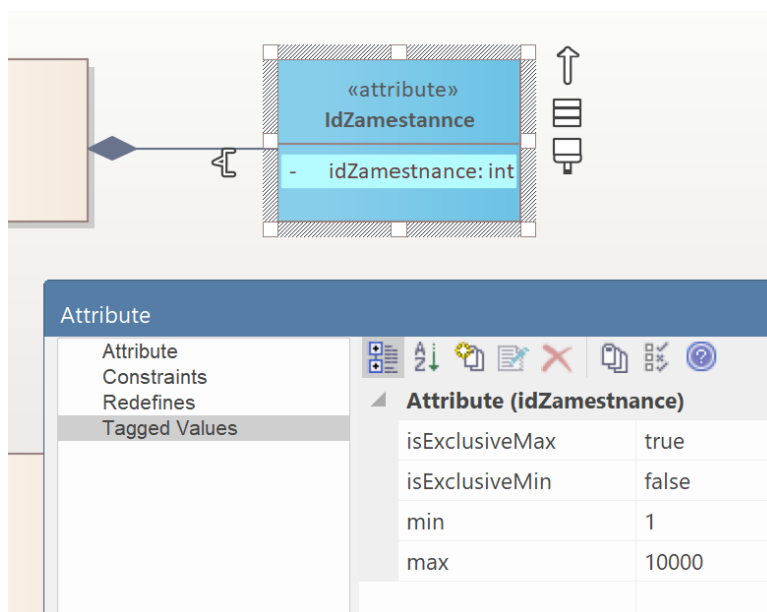 «attribute»
IdZamestannce
- idZamestnance: int
Attribute
Attribute
Constraints
Redefines
Tagged Values
Attribute (idZamestnance)
isExclusiveMax true
isExclusiveMin false
min 1
max 10000